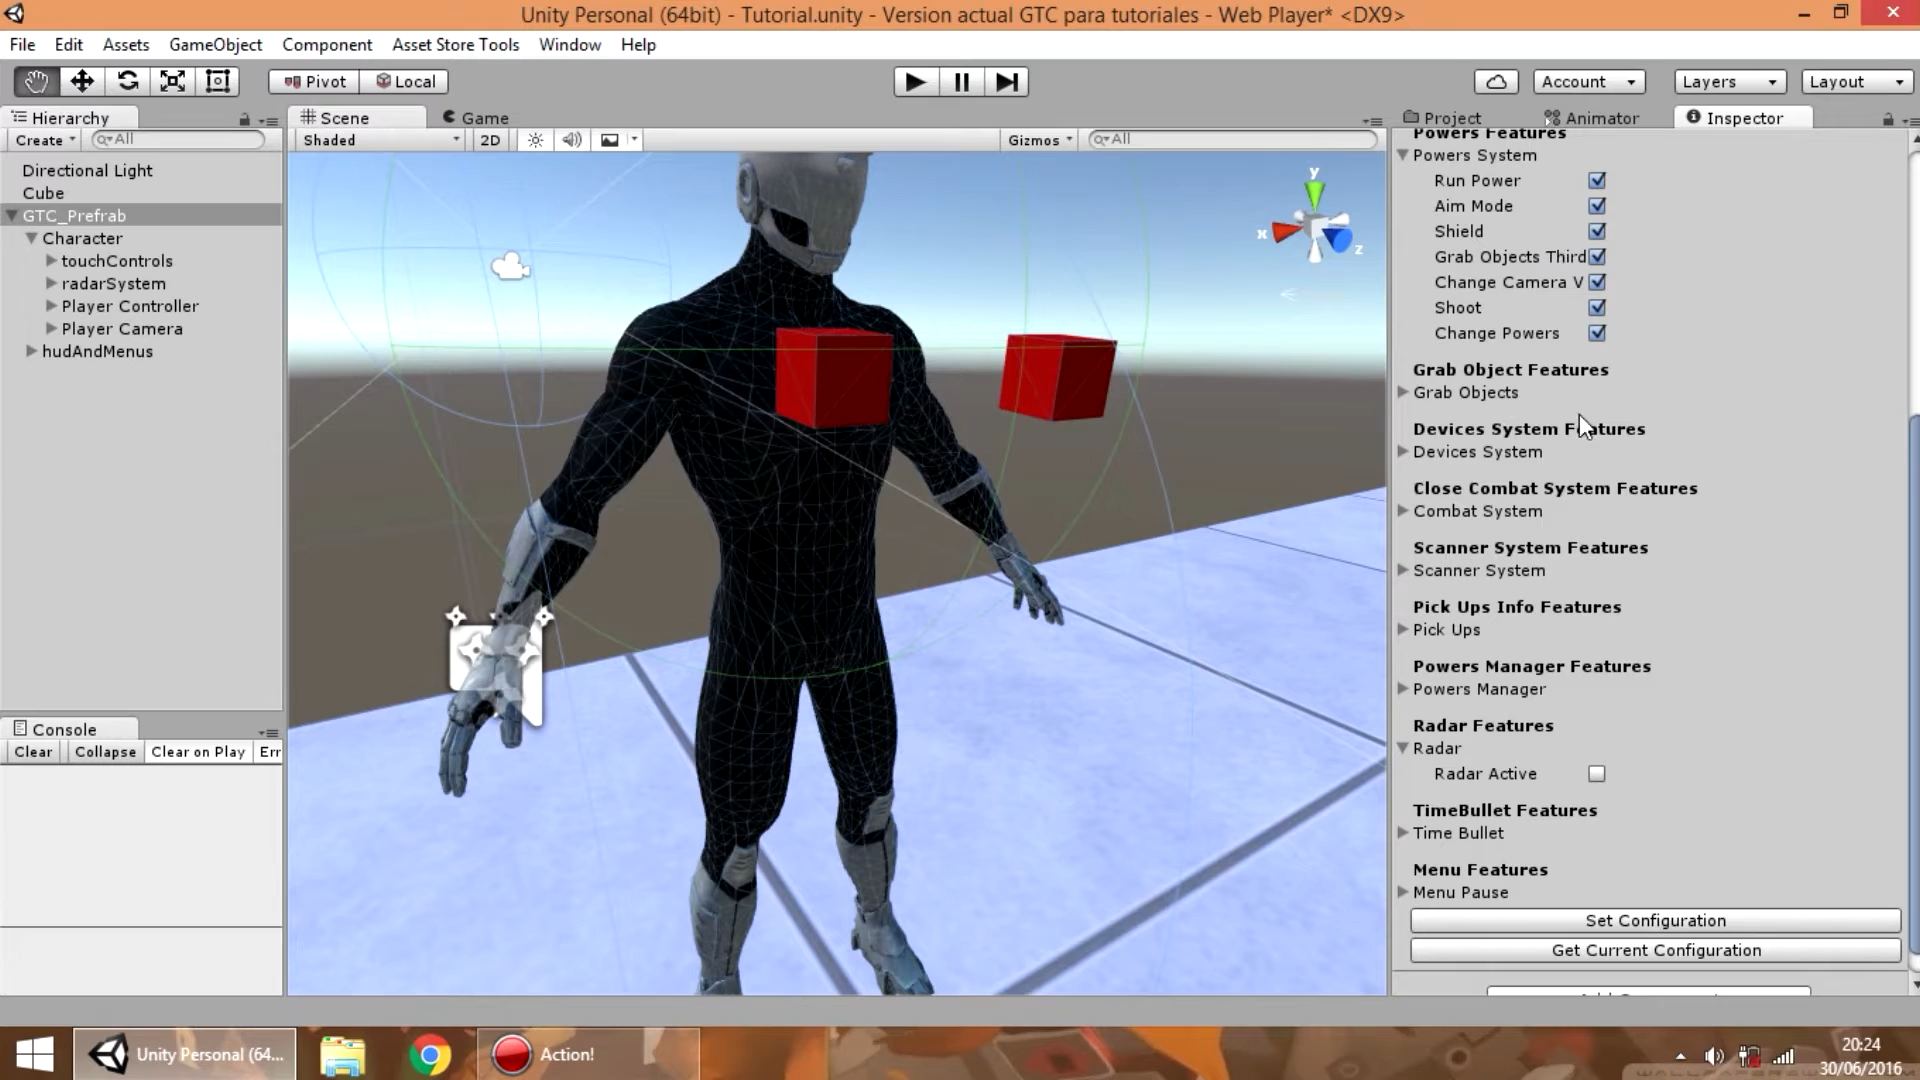 Unity Personal (64bit) - Tutorial.unity - Version actual GTC para tutoriales - Web Player* <DX9>
File Edit Assets GameObject Component Asset Store Tools Window Help
Pivot Local Account Layers Layout
Hierarchy Scene Game Project Animator Inspector
Create All Shaded 2D Gizmos All
Directional Light
Cube
GTC_Prefrab
Character
touchControls
radarSystem
Player Controller
Player Camera
hudAndMenus
Console
Clear Collapse Clear on Play Err
y
x
z
Powers Features
Powers System
Run Power
Aim Mode
Shield
Grab Objects Third
Change Camera V
Shoot
Change Powers
Grab Object Features
Grab Objects
Devices System Features
Devices System
Close Combat System Features
Combat System
Scanner System Features
Scanner System
Pick Ups Info Features
Pick Ups
Powers Manager Features
Powers Manager
Radar Features
Radar
Radar Active
TimeBullet Features
Time Bullet
Menu Features
Menu Pause
Set Configuration
Get Current Configuration
Unity Personal (64... Action!
20:24
30/06/2016